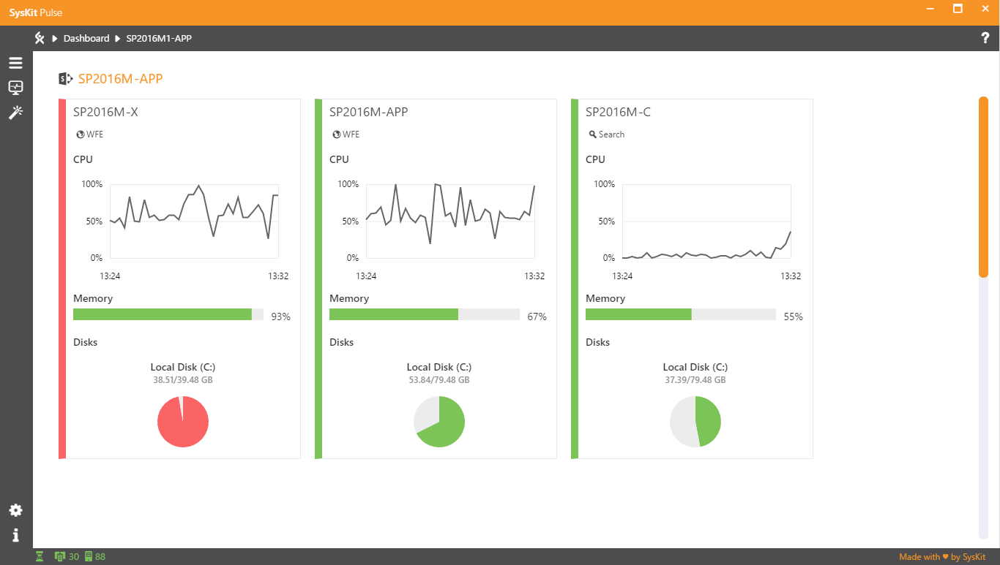 SysKit Pulse
Dashboard SP2016M1-APP ?
SP2016M-APP
SP2016M-X
WFE
CPU
100%
50%
0%
13:24 13:32
Memory
93%
Disks
Local Disk (C:)
38.51/39.48 GB
SP2016M-APP
WFE
CPU
100%
50%
0%
13:24 13:32
Memory
67%
Disks
Local Disk (C:)
53.84/79.48 GB
SP2016M-C
Search
CPU
100%
50%
0%
13:24 13:32
Memory
55%
Disks
Local Disk (C:)
37.39/79.48 GB
30 88
Made with ♥ by SysKit